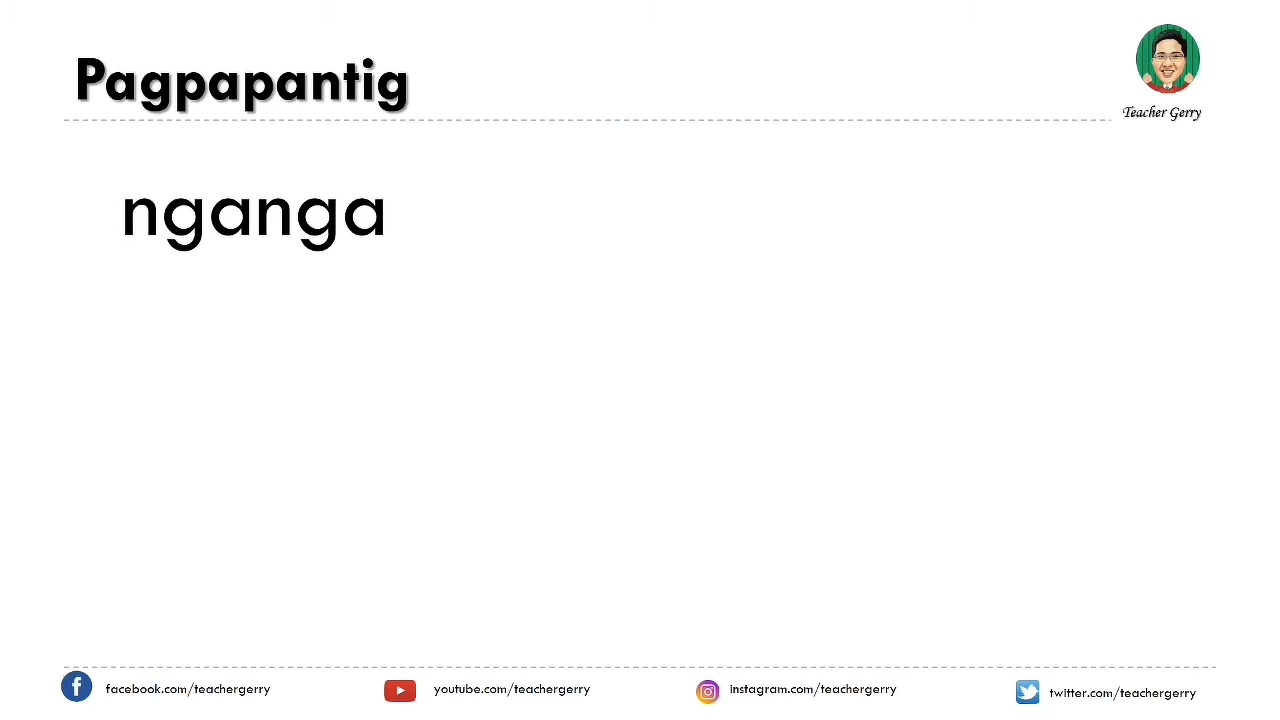 Pagpapantig
Teacher Gerry
nganga
facebook.com/teachergerry
youtube.com/teachergerry
instagram.com/teachergerry
twitter.com/teachergerry